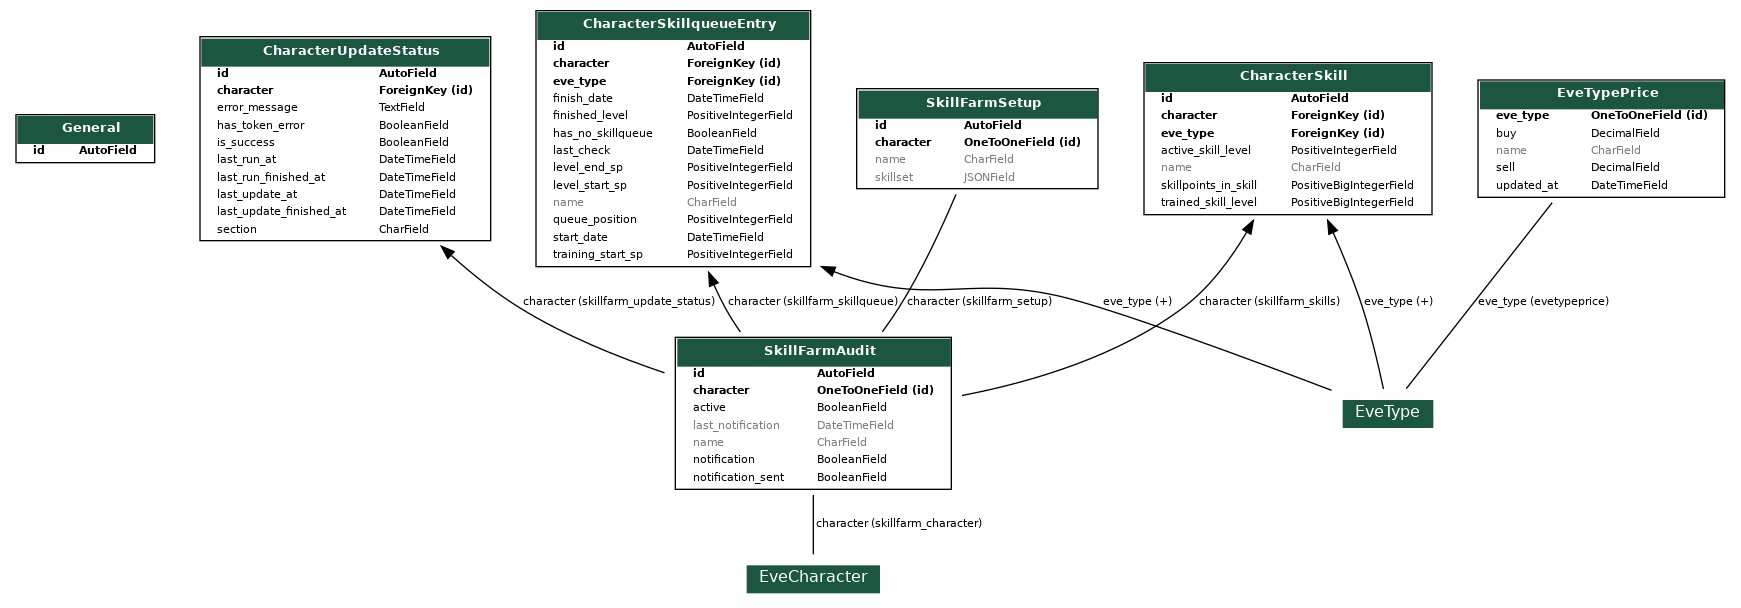 General
id AutoField
CharacterUpdateStatus
id AutoField
character ForeignKey (id)
error_message TextField
has_token_error BooleanField
is_success BooleanField
last_run_at DateTimeField
last_run_finished_at DateTimeField
last_update_at DateTimeField
last_update_finished_at DateTimeField
section CharField
CharacterSkillqueueEntry
id AutoField
character ForeignKey (id)
eve_type ForeignKey (id)
finish_date DateTimeField
finished_level PositiveIntegerField
has_no_skillqueue BooleanField
last_check DateTimeField
level_end_sp PositiveIntegerField
level_start_sp PositiveIntegerField
name CharField
queue_position PositiveIntegerField
start_date DateTimeField
training_start_sp PositiveIntegerField
SkillFarmSetup
id AutoField
character OneToOneField (id)
name CharField
skillset JSONField
CharacterSkill
id AutoField
character ForeignKey (id)
eve_type ForeignKey (id)
active_skill_level PositiveIntegerField
name CharField
skillpoints_in_skill PositiveBigIntegerField
trained_skill_level PositiveBigIntegerField
EveTypePrice
eve_type OneToOneField (id)
buy DecimalField
name CharField
sell DecimalField
updated_at DateTimeField
character (skillfarm_update_status)
character (skillfarm_skillqueue)
character (skillfarm_setup)
eve_type (+)
character (skillfarm_skills)
eve_type (+)
eve_type (evetypeprice)
SkillFarmAudit
id AutoField
character OneToOneField (id)
active BooleanField
last_notification DateTimeField
name CharField
notification BooleanField
notification_sent BooleanField
EveType
character (skillfarm_character)
EveCharacter